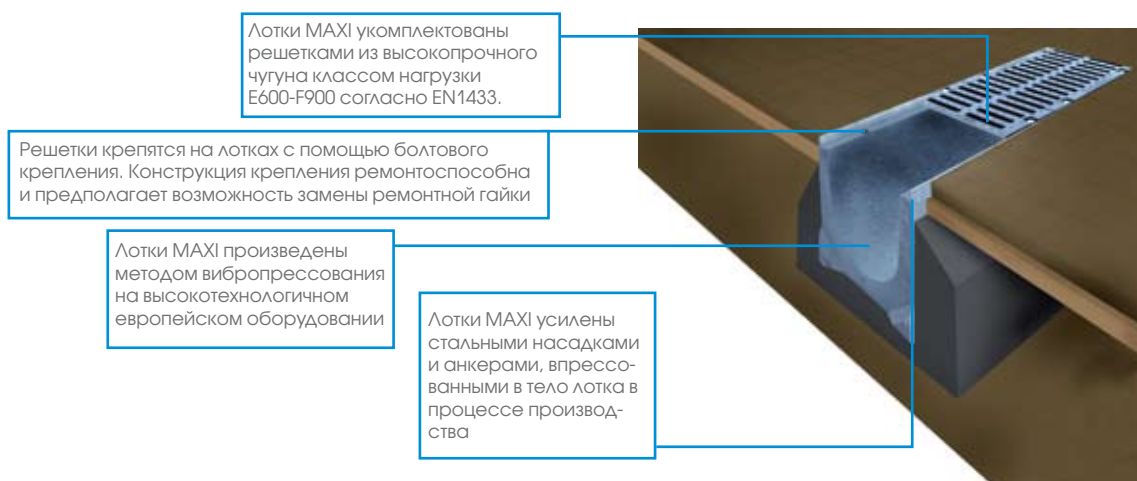 Лотки MAXI укомплектованы
решетками из высокопрочного
чугуна классом нагрузки
E600-F900 согласно EN1433.
Решетки крепятся на лотках с помощью болтового
крепления. Конструкция крепления ремонтоспособна
и предполагает возможность замены ремонтной гайки
Лотки MAXI произведены
методом вибропрессования
на высокотехнологичном
европейском оборудовании
Лотки MAXI усилены
стальными насадками
и анкерами, впрессо-
ванными в тело лотка в
процессе производ-
ства